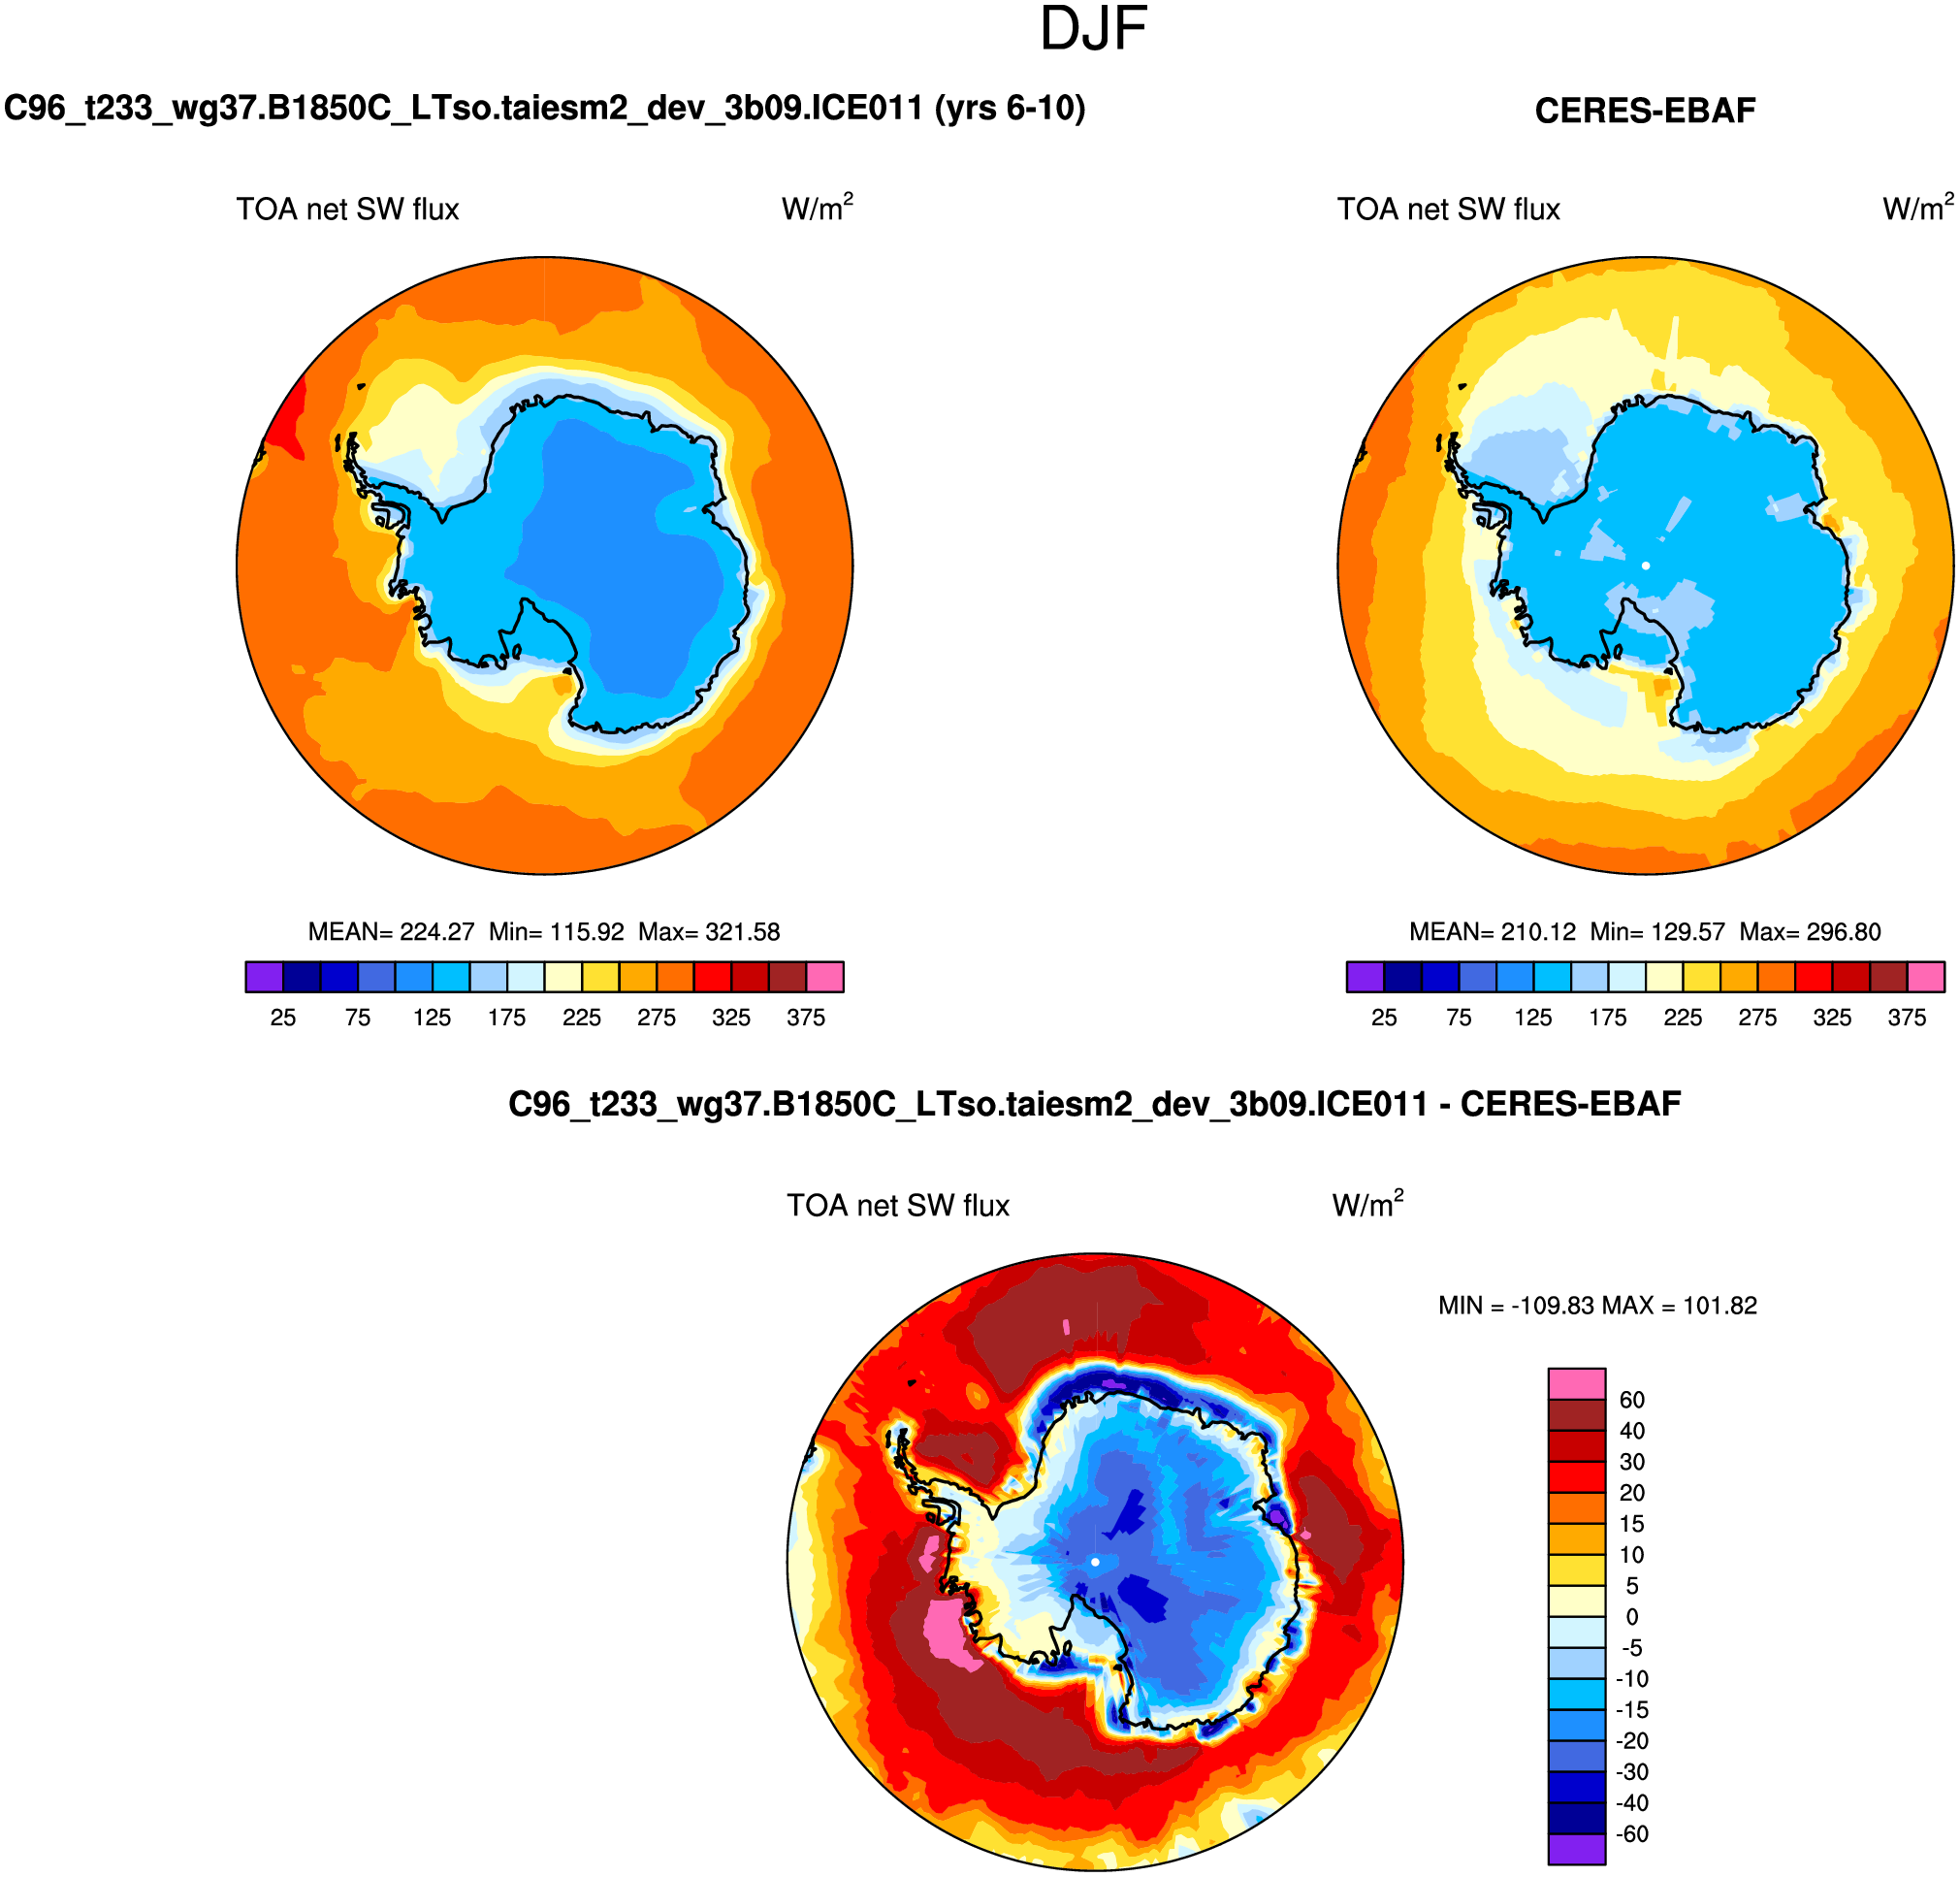 DJF
C96_t233_wg37.B1850C_LTso.taiesm2_dev_3b09.ICE011 (yrs 6-10)
CERES-EBAF
TOA net SW flux W/m2
TOA net SW flux W/m2
MEAN= 224.27 Min= 115.92 Max= 321.58
25 75 125 175 225 275 325 375
MEAN= 210.12 Min= 129.57 Max= 296.80
25 75 125 175 225 275 325 375
C96_t233_wg37.B1850C_LTso.taiesm2_dev_3b09.ICE011 - CERES-EBAF
TOA net SW flux W/m2
MIN = -109.83 MAX = 101.82
60
40
30
20
15
10
5
0
-5
-10
-15
-20
-30
-40
-60